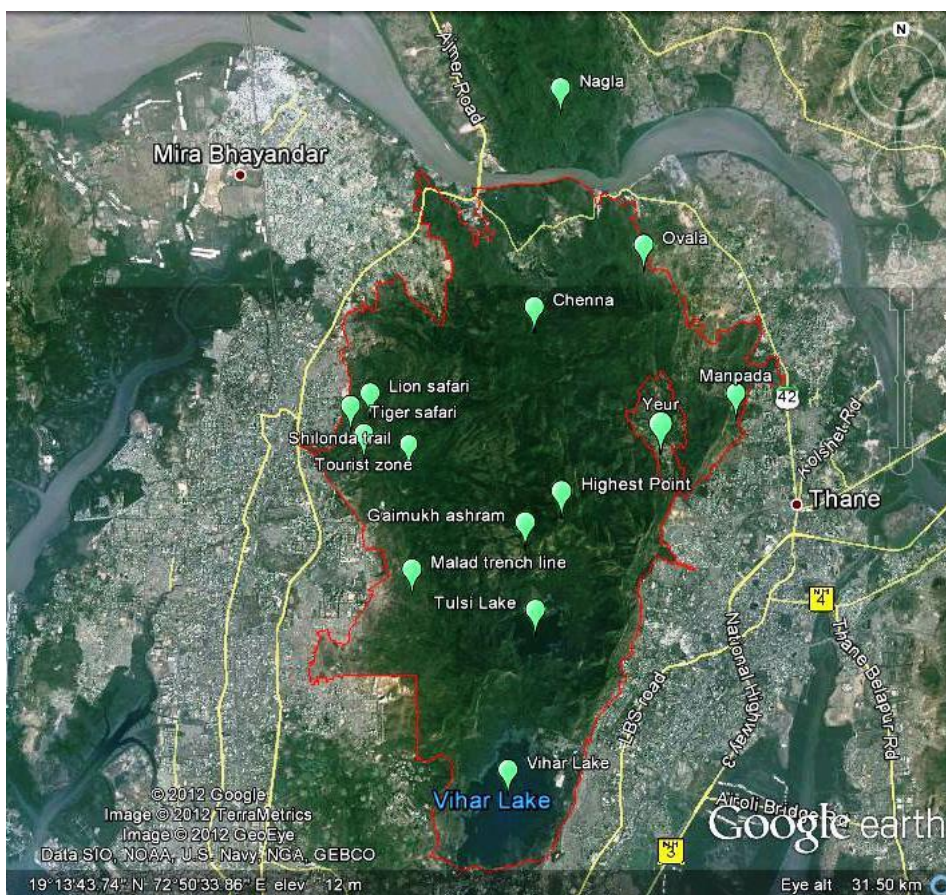 N
Nagla
Ajmer Road
Mira Bhayandar
Ovala
Chenna
Lion safari
Manpada
42
Tiger safari
Yeur
Shilonda trail
Kolshet Rd
Tourist zone
Highest Point
Thane
Gaimukh ashram
Malad trench line
NH
4
Tulsi Lake
National Highway 3
Thane Belapur Rd
LBS road
Vihar Lake
Vihar Lake
© 2012 Google
Image © 2012 TerraMetrics
Image © 2012 GeoEye
Data SIO, NOAA, U.S. Navy, NGA, GEBCO
Airoli Bridge
Google earth
NH
3
19°13'43.74" N 72°50'33.86" E elev 12 m
Eye alt 31.50 km